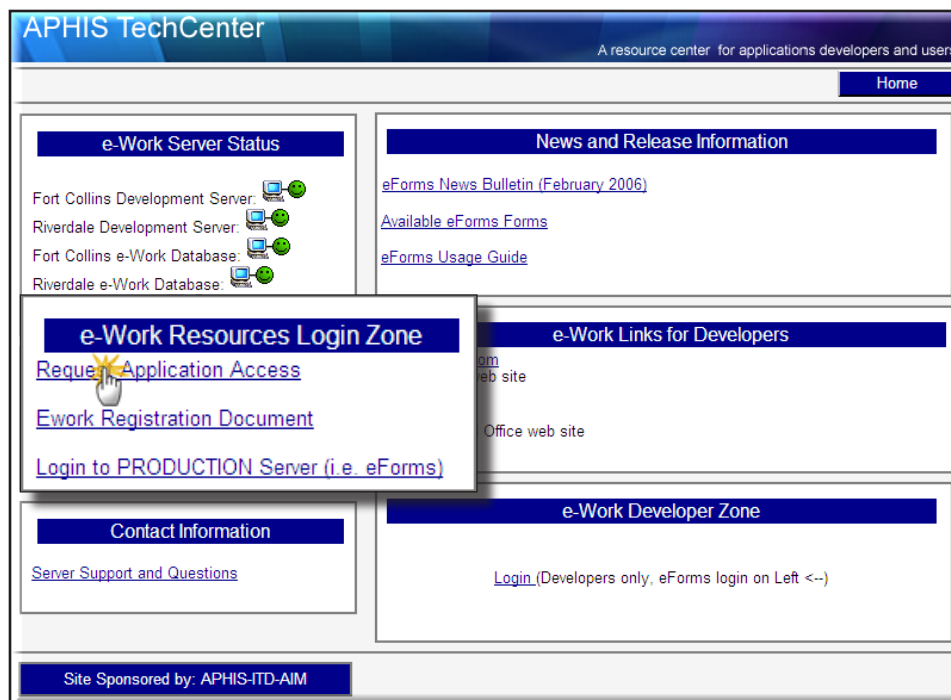 APHIS TechCenter
A resource center for applications developers and users
Home
e-Work Server Status
Fort Collins Development Server:
Riverdale Development Server:
Fort Collins e-Work Database:
Riverdale e-Work Database:
e-Work Resources Login Zone
Request Application Access
Ework Registration Document
Login to PRODUCTION Server (i.e. eForms)
Contact Information
Server Support and Questions
News and Release Information
eForms News Bulletin (February 2006)
Available eForms Forms
eForms Usage Guide
e-Work Links for Developers
om
eb site
Office web site
e-Work Developer Zone
Login (Developers only, eForms login on Left <--)
Site Sponsored by: APHIS-ITD-AIM